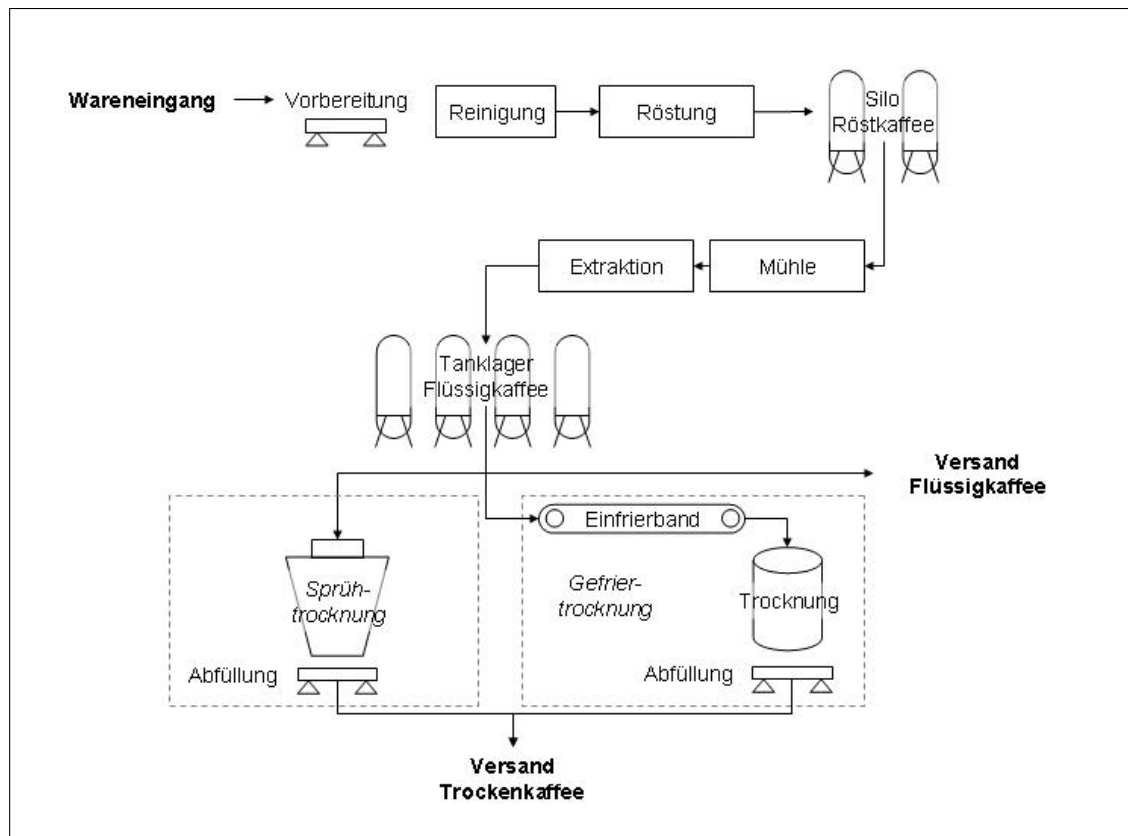 Wareneingang
Vorbereitung
Reinigung
Röstung
Silo
Röstkaffee
Extraktion
Mühle
Tanklager
Flüssigkaffee
Versand
Flüssigkaffee
Einfrierband
Sprüh-
trocknung
Gefrier-
trocknung
Trocknung
Abfüllung
Abfüllung
Versand
Trockenkaffee